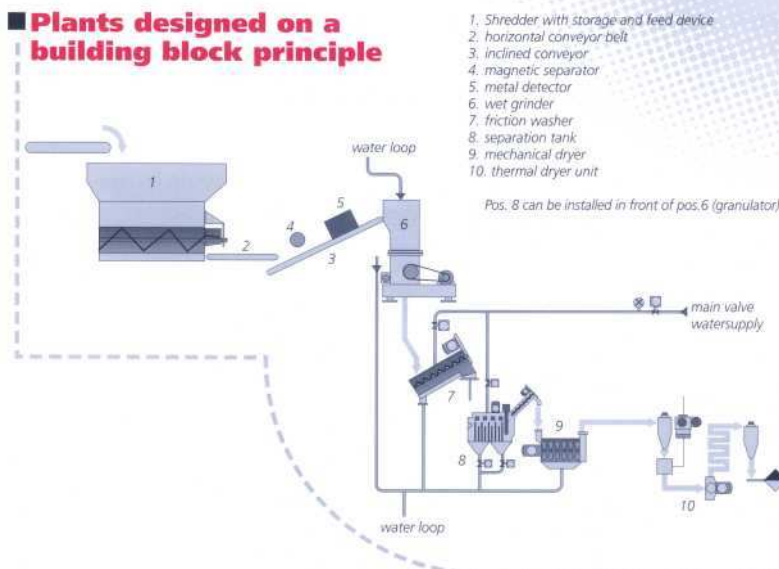 Plants designed on a
building block principle
1. Shredder with storage and feed device
2. horizontal conveyor belt
3. inclined conveyor
4. magnetic separator
5. metal detector
6. wet grinder
7. friction washer
8. separation tank
9. mechanical dryer
10. thermal dryer unit
Pos. 8 can be installed in front of pos.6 (granulator)
water loop
1
2
3
4
5
6
main valve
watersupply
7
8
9
10
water loop